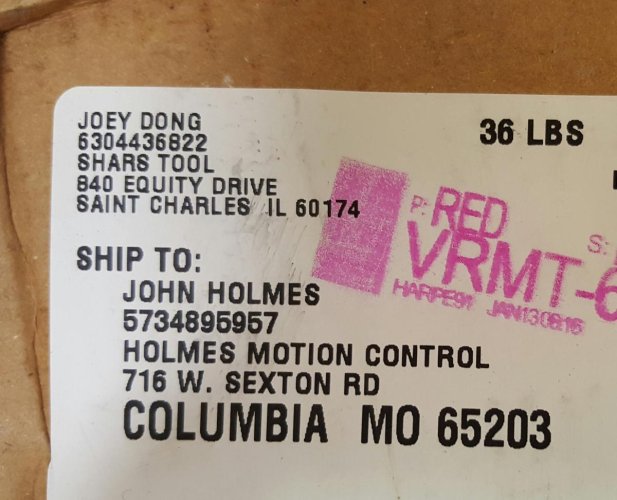 JOEY DONG
6304436822
SHARS TOOL
840 EQUITY DRIVE
SAINT CHARLES IL 60174
36 LBS
P: RED
S:
VRMT-6
SHIP TO:
JOHN HOLMES
5734895957
HOLMES MOTION CONTROL
716 W. SEXTON RD
COLUMBIA MO 65203